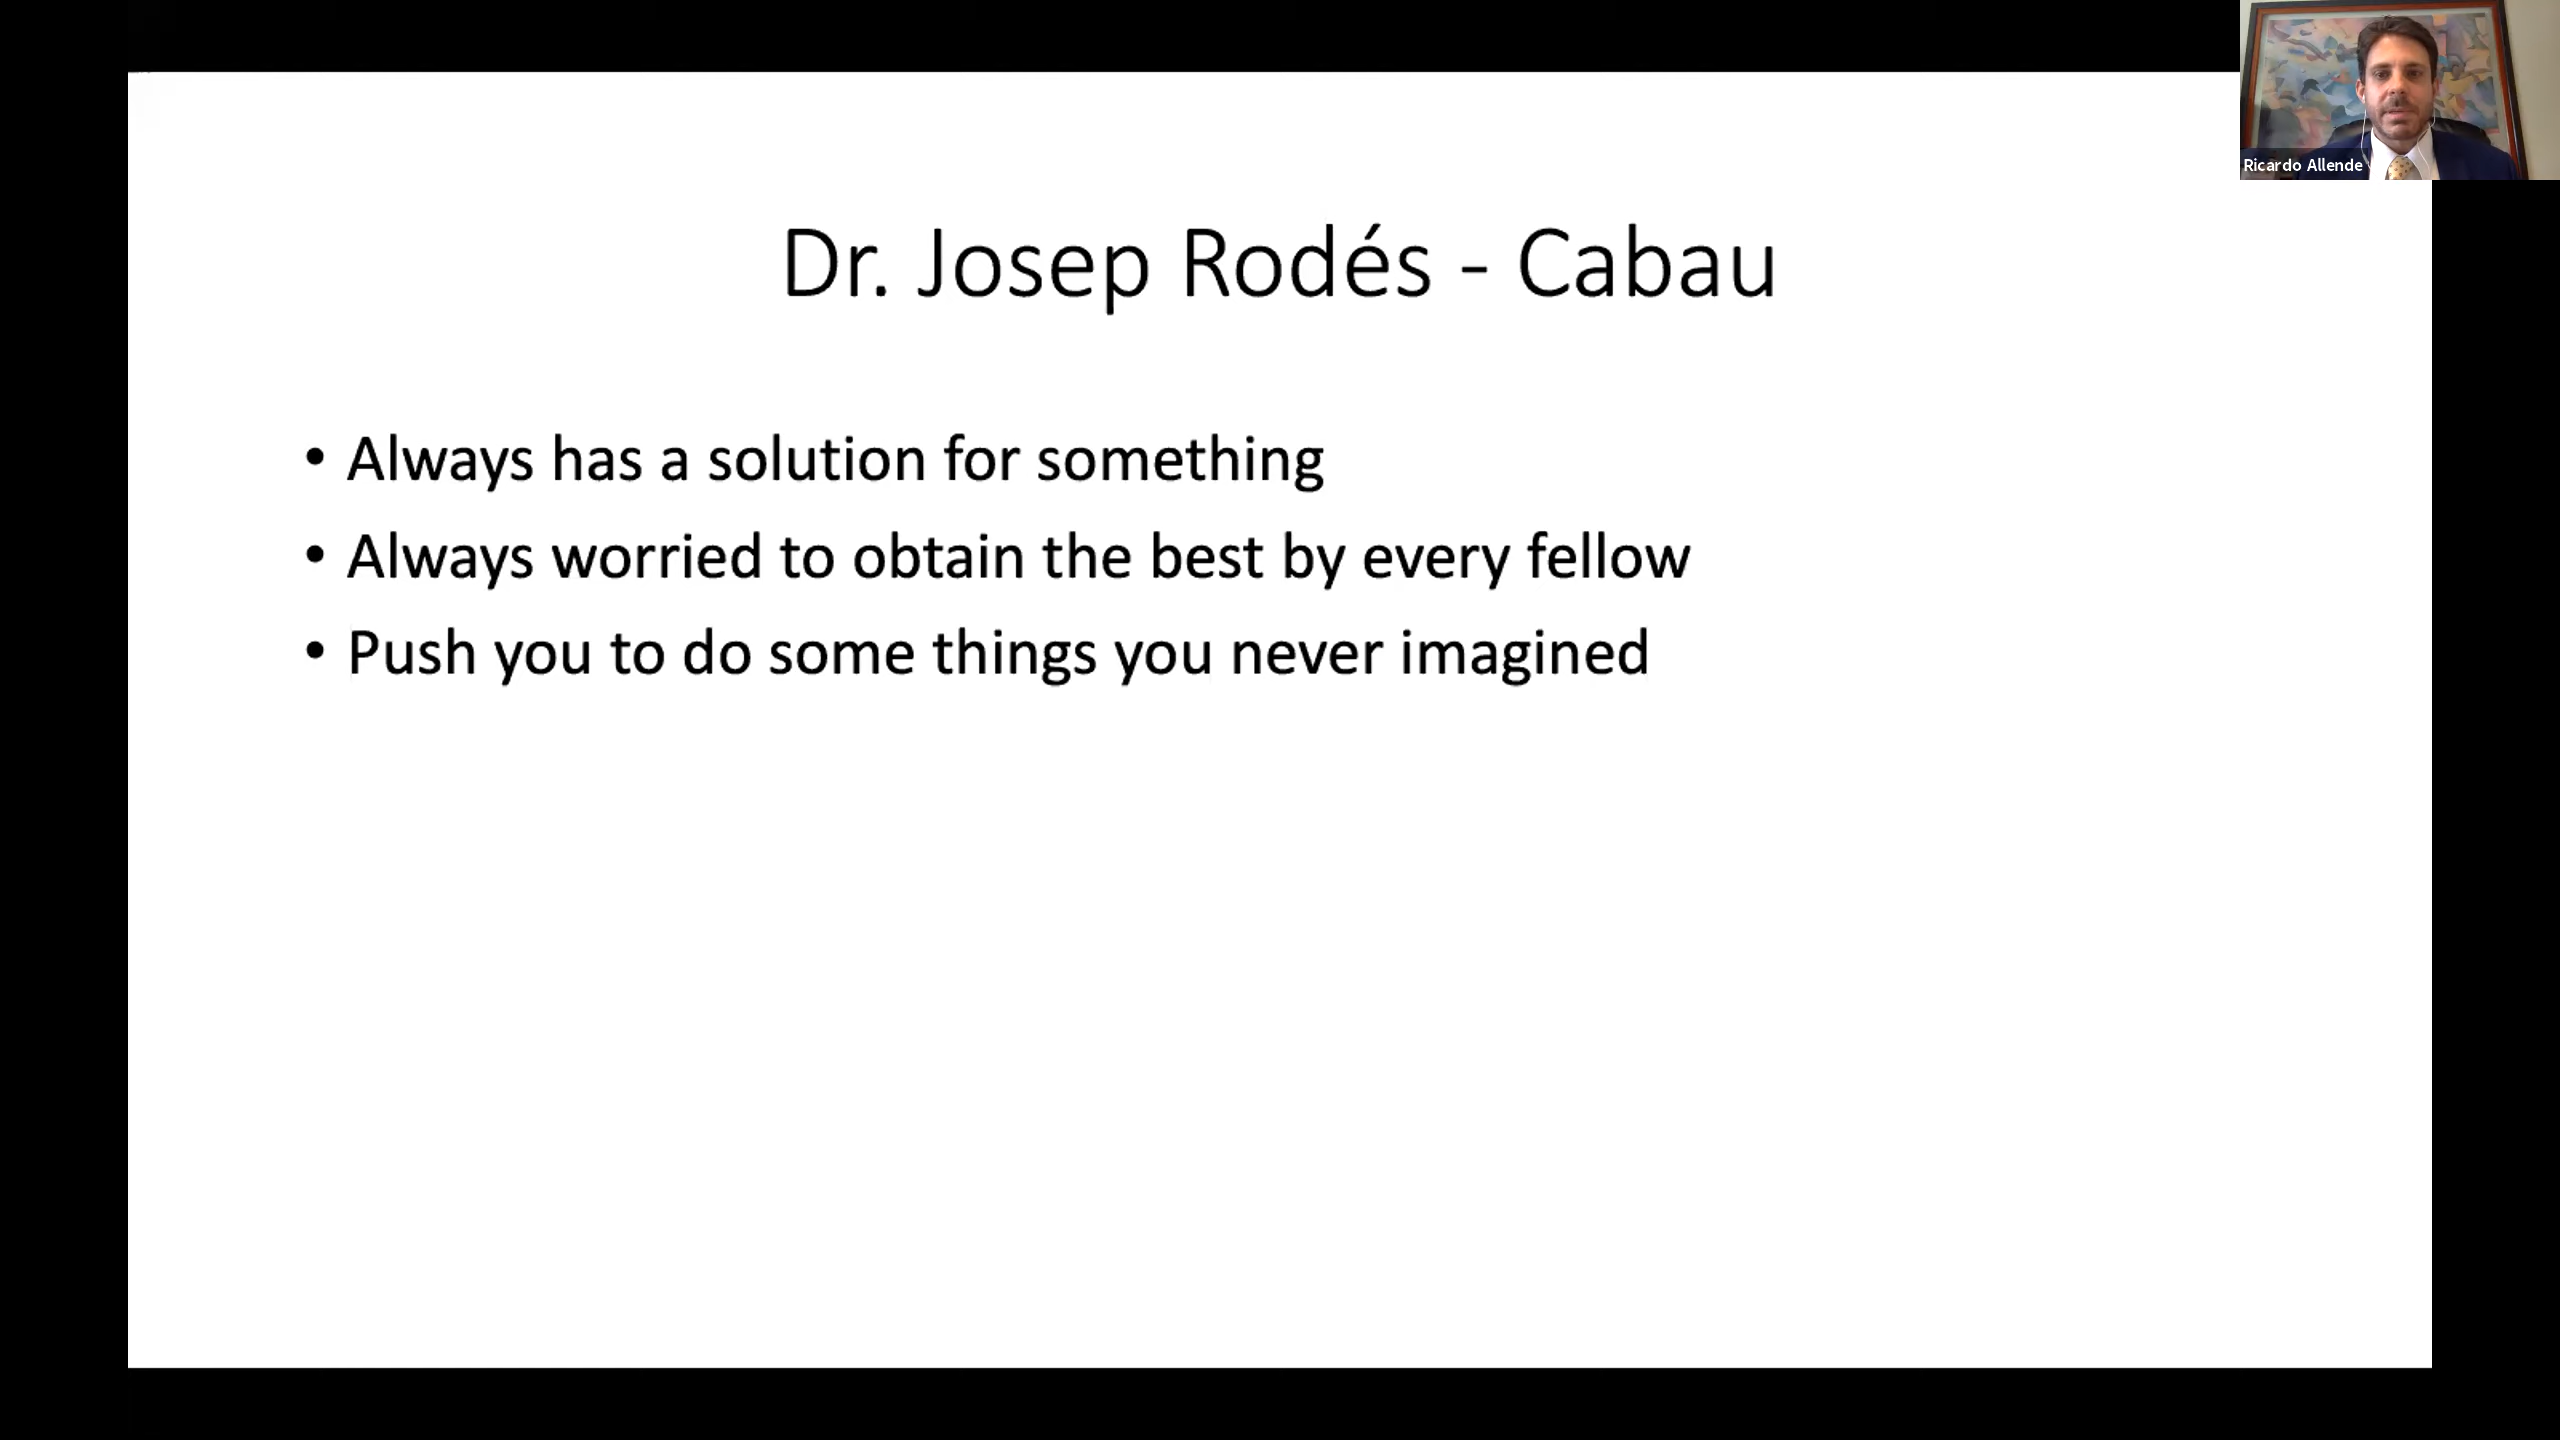 Ricardo Allende
Dr. Josep Rodés - Cabau
• Always has a solution for something
• Always worried to obtain the best by every fellow
• Push you to do some things you never imagined